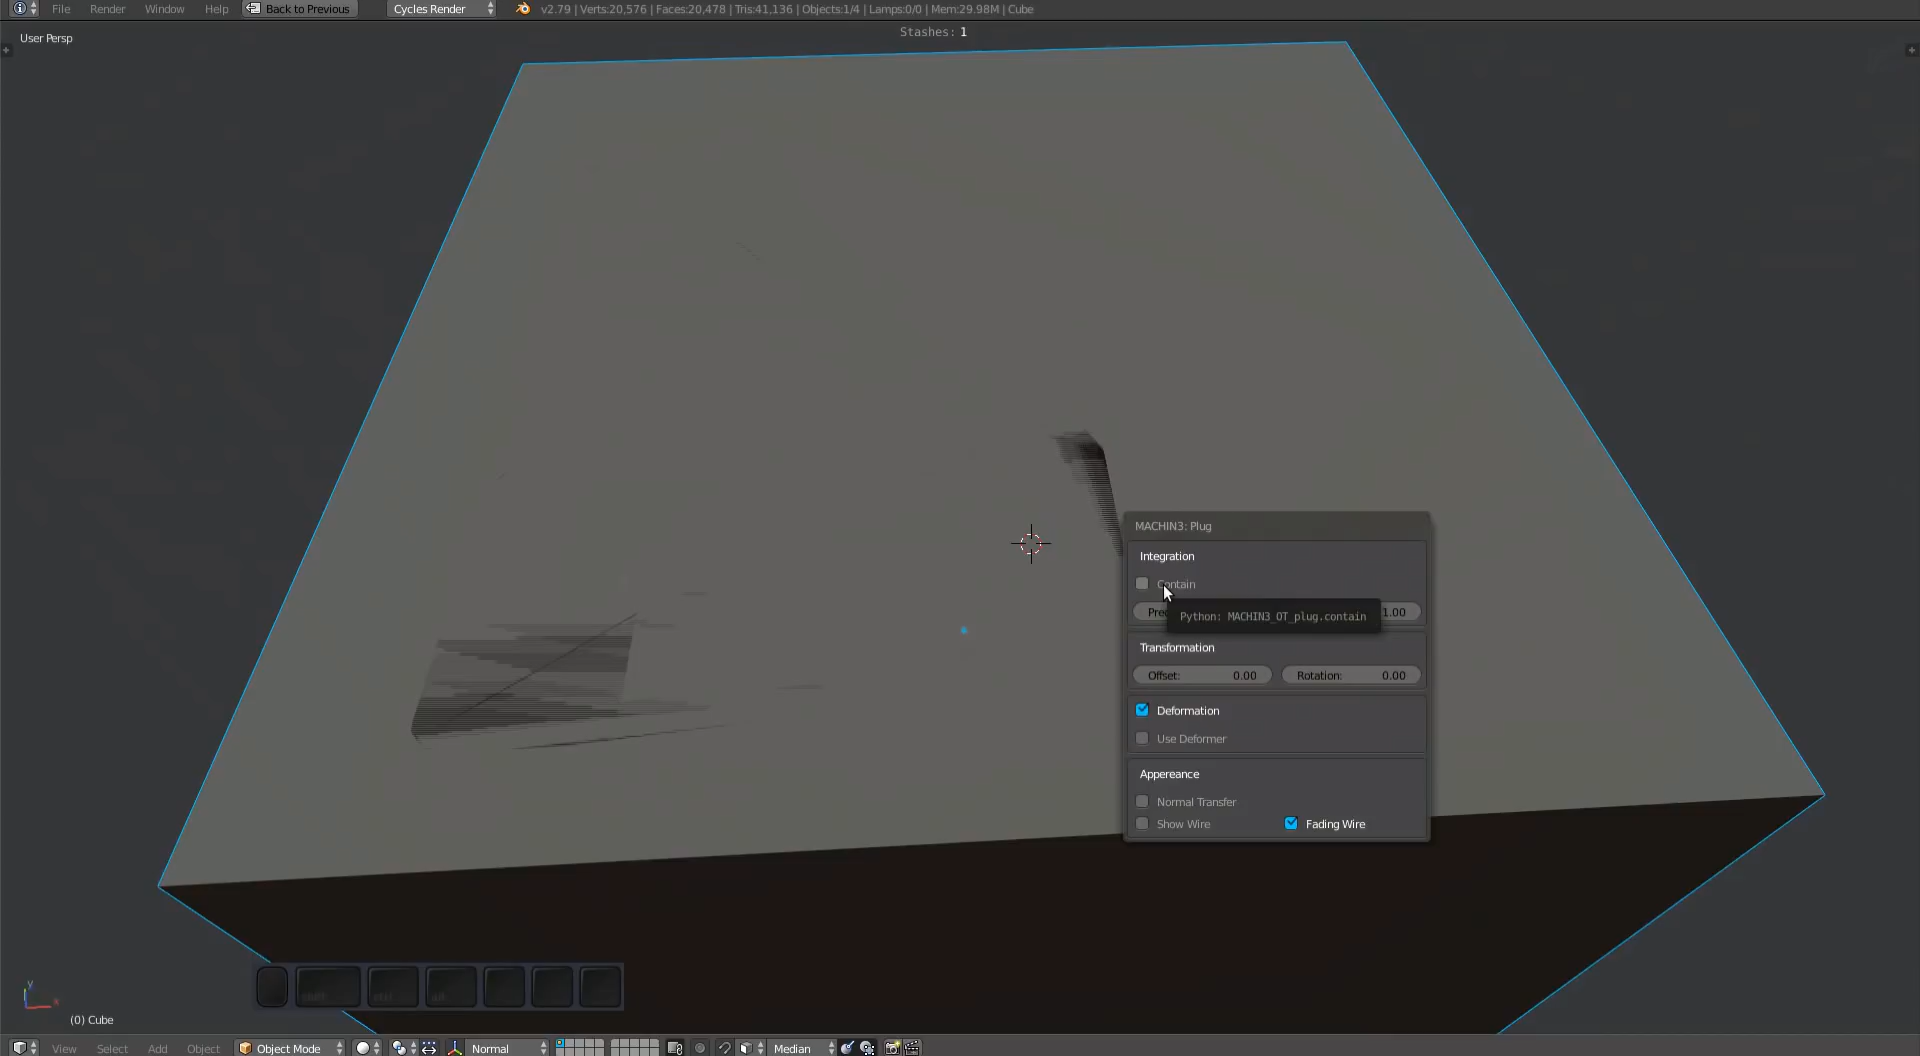 File Render Window Help Back to Previous Cycles Render v2.79 | Verts:20,576 | Faces:20,478 | Tris:41,136 | Objects:1/4 | Lamps:0/0 | Mem:29.98M | Cube
User Persp
Stashes: 1
MACHIN3: Plug
Integration
Contain
1.00
Python: MACHIN3_OT_plug.contain
Transformation
Offset: 0.00 Rotation: 0.00
Deformation
Use Deformer
Appereance
Normal Transfer
Show Wire Fading Wire
y
x
(0) Cube
View Select Add Object Object Mode Normal Median